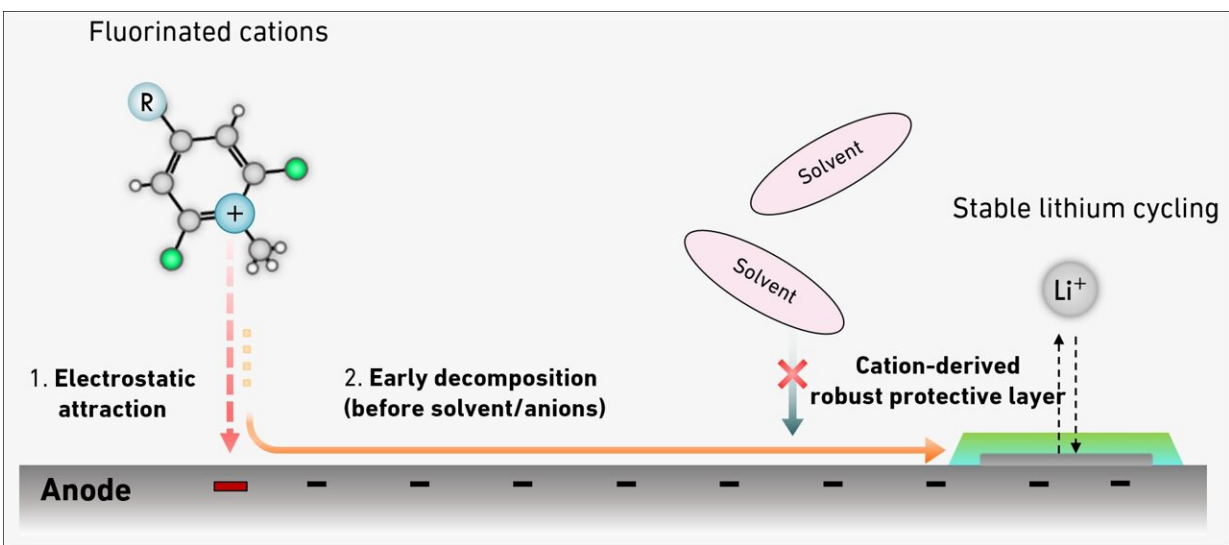 Fluorinated cations
R
+
Solvent
Solvent
Stable lithium cycling
Li⁺
1. Electrostatic
attraction
2. Early decomposition
(before solvent/anions)
Cation-derived
robust protective layer
Anode